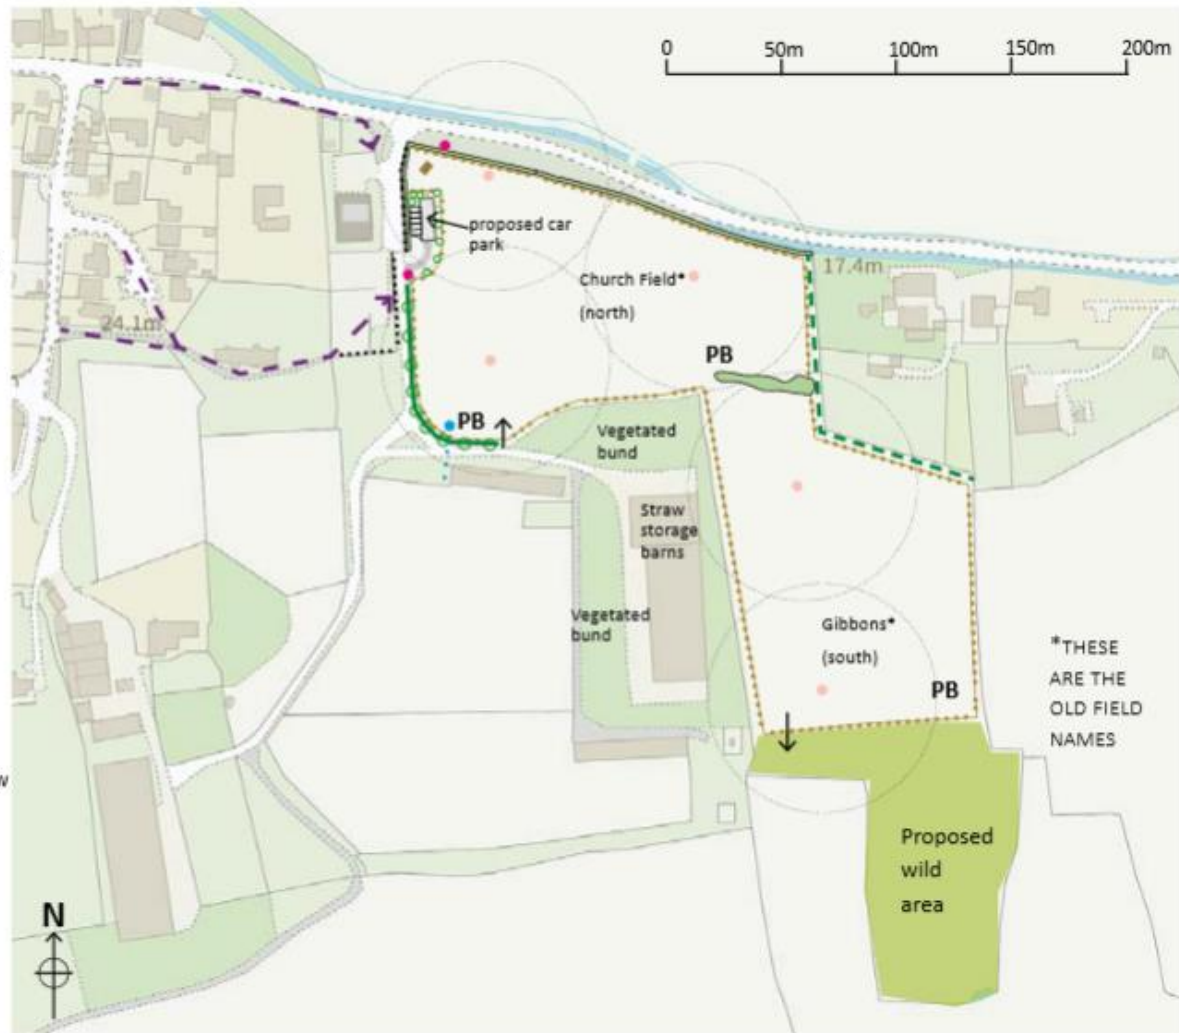 0 50m 100m 150m 200m
proposed car
park
Church Field*
(north)
17.4m
24.1m
PB
PB
Vegetated
bund
Straw
storage
barns
Vegetated
bund
Gibbons*
(south)
PB
*THESE
ARE THE
OLD FIELD
NAMES
w
Proposed
wild
area
N